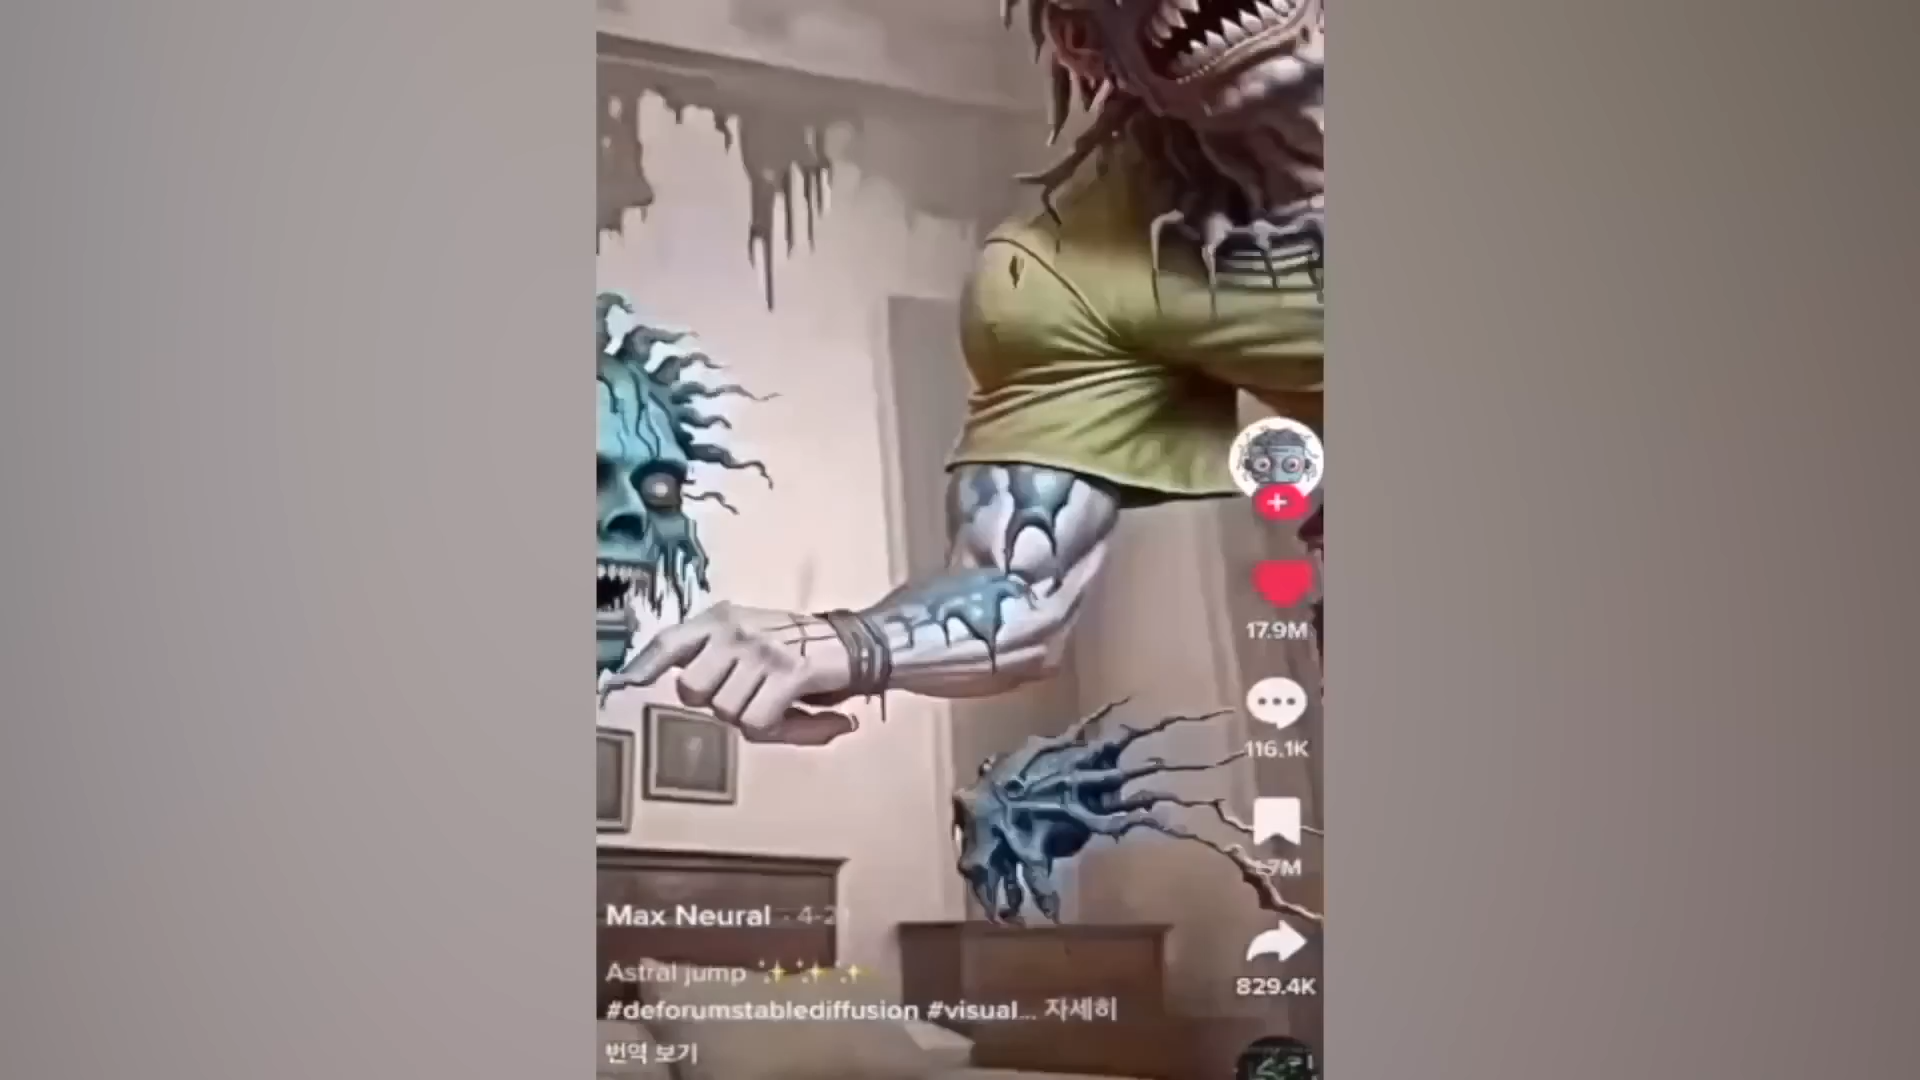 17.9M
116.1K
829.4K
Max Neural
Astral jump
#deforumstablediffusion #visual... 자세히
번역 보기